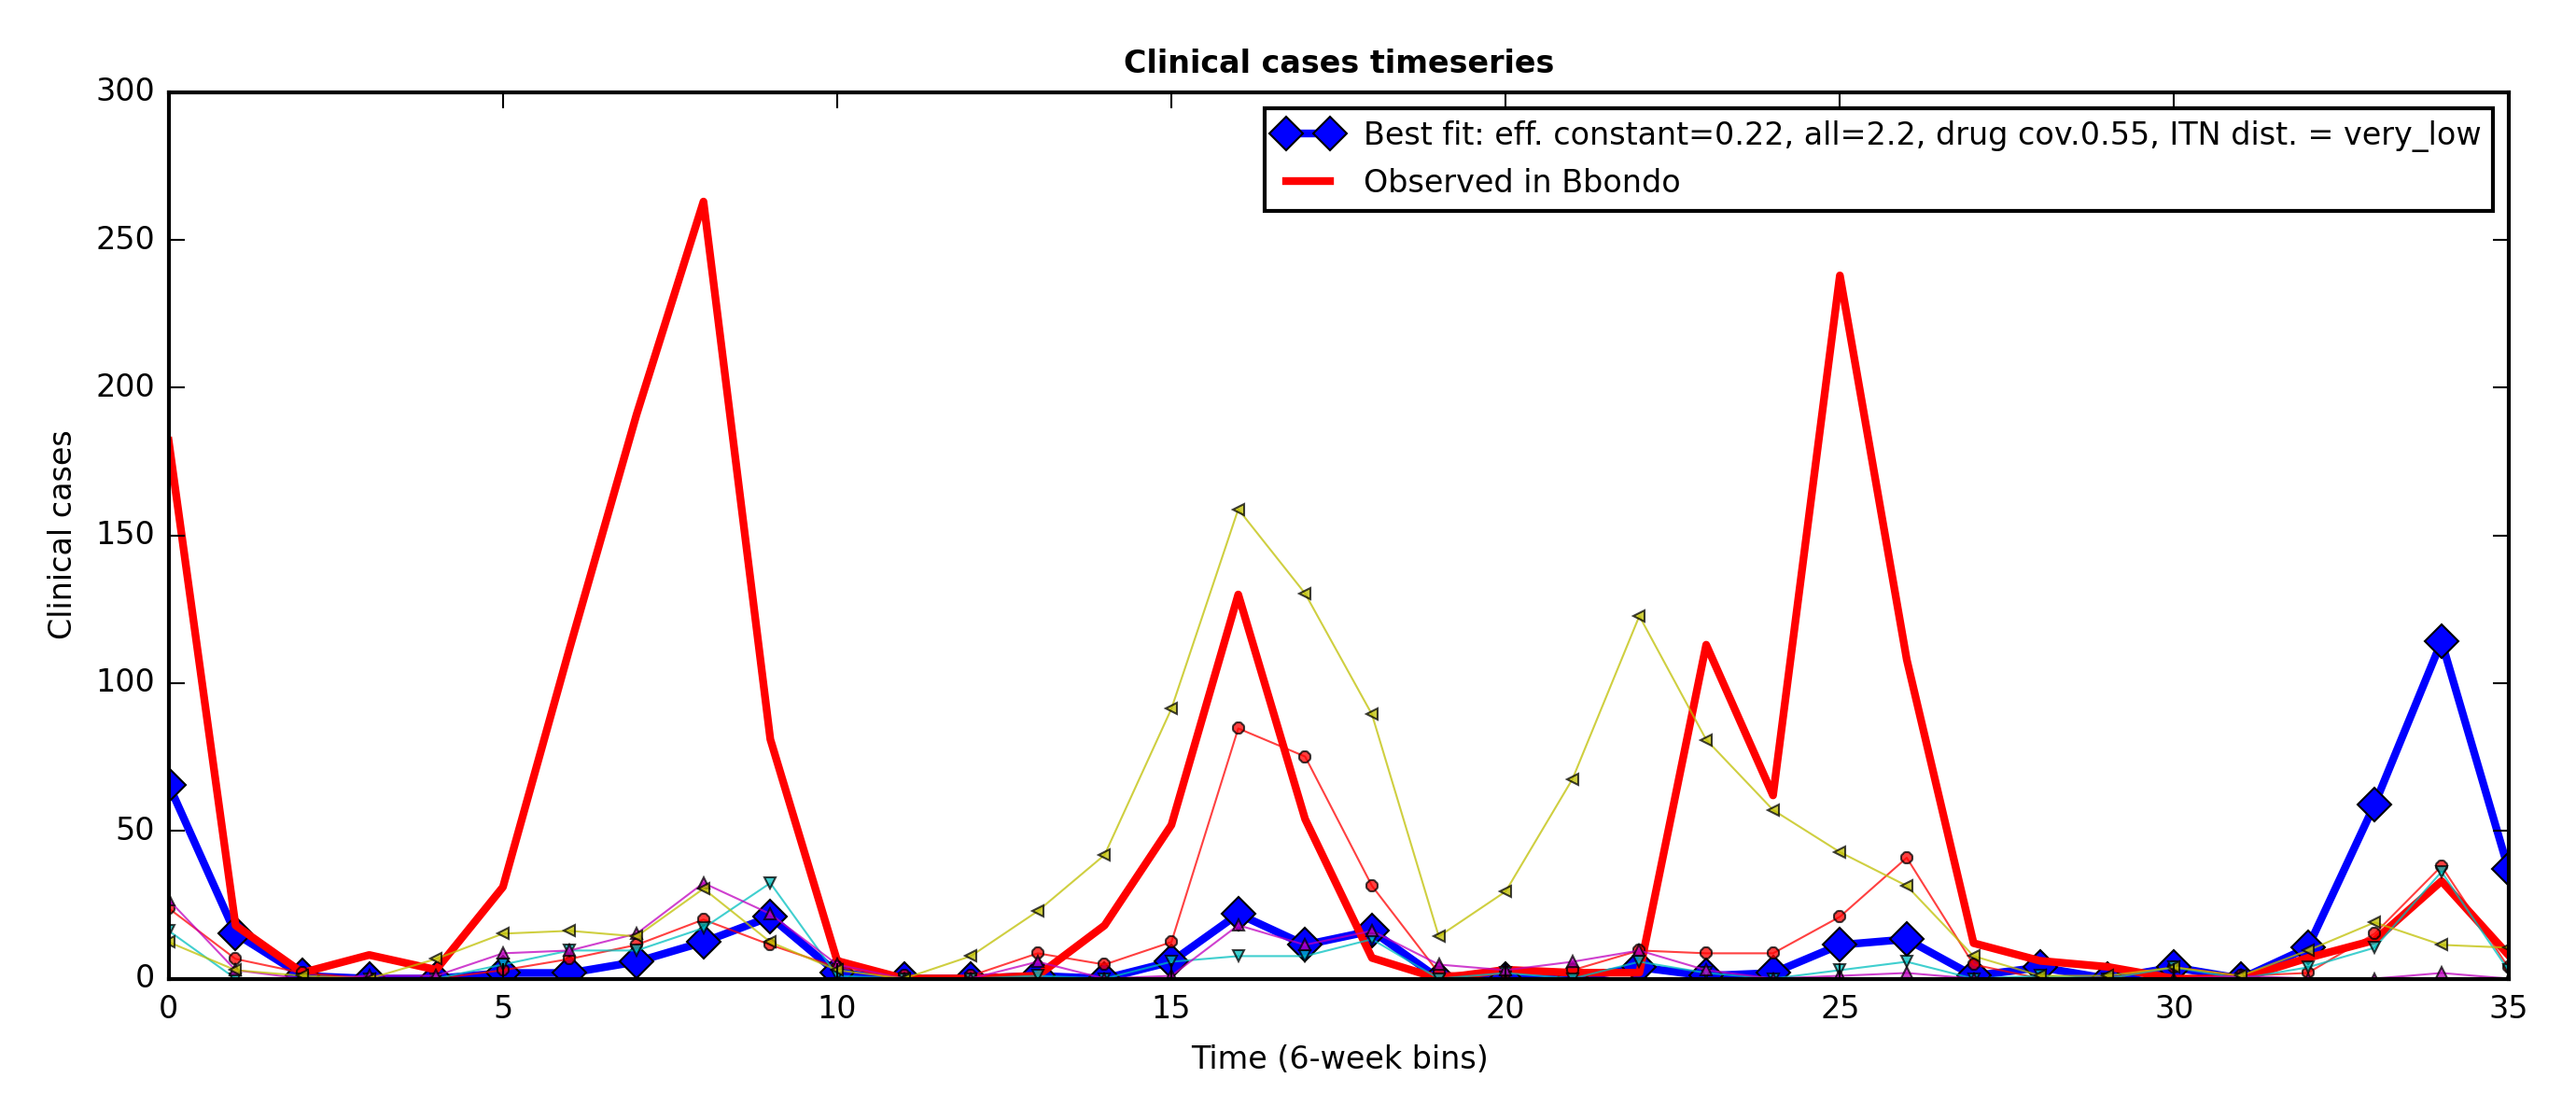 Clinical cases timeseries
300
250
200
150
100
50
0
Clinical cases
Best fit: eff. constant=0.22, all=2.2, drug cov.0.55, ITN dist. = very_low
Observed in Bbondo
0 5 10 15 20 25 30 35
Time (6-week bins)